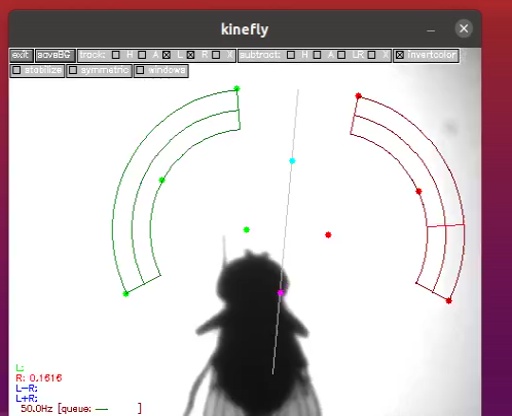 kinefly
exit saveBG track: H A L R X subtract: H A LR X invertcolor
stabilize symmetric windows
L:
R: 0.1616
L-R:
L+R:
50.0Hz [queue: — ]